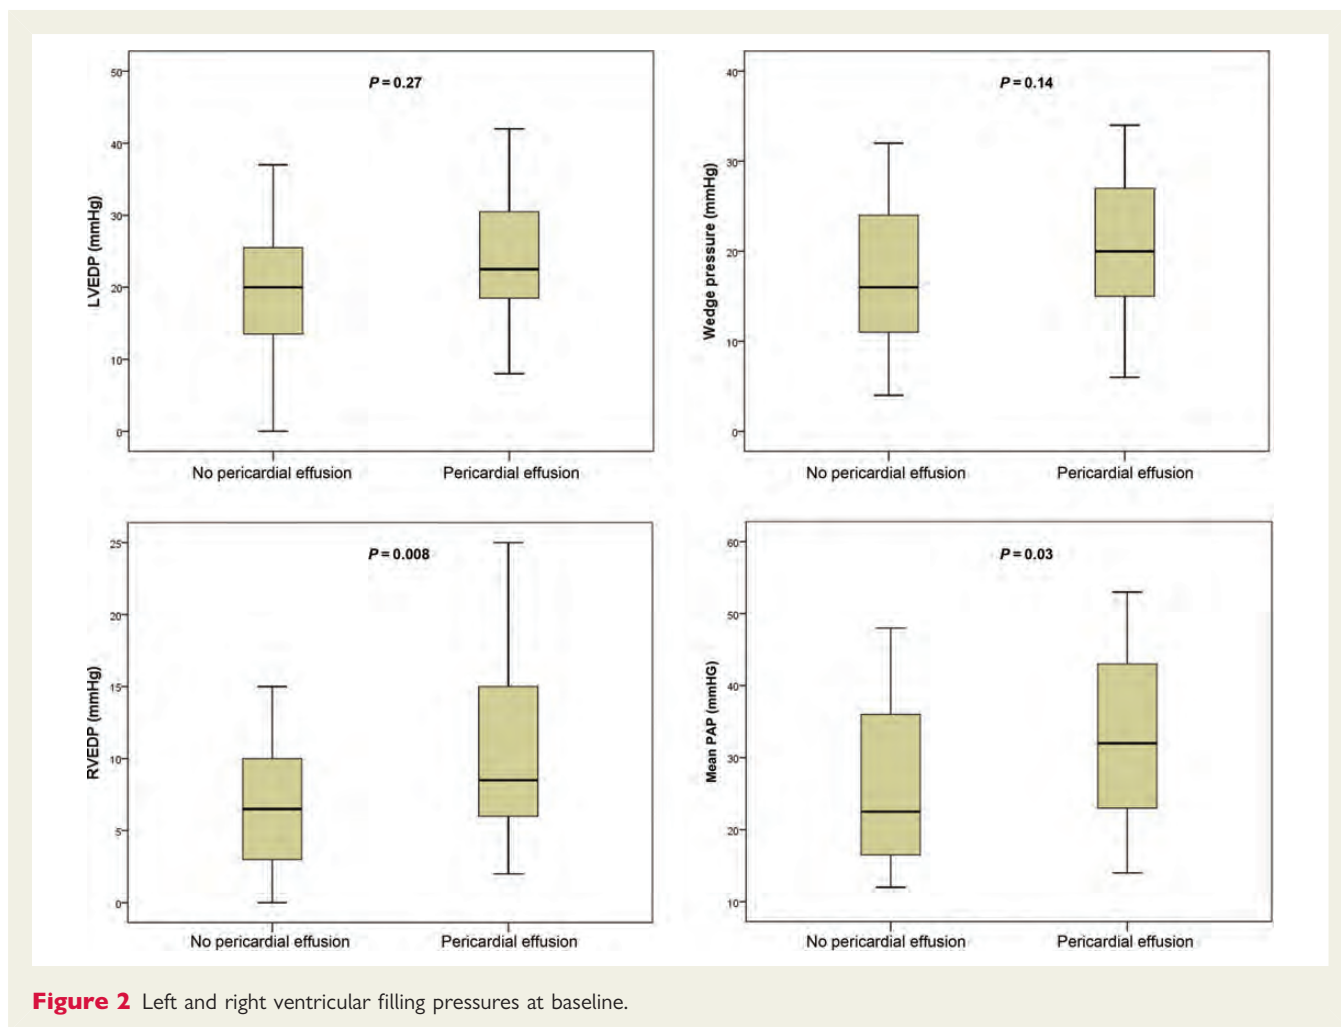 50
40
30
20
10
0
LVEDP (mmHg)
P = 0.27
No pericardial effusion
Pericardial effusion
40
30
20
10
0
Wedge pressure (mmHg)
P = 0.14
No pericardial effusion
Pericardial effusion
25
20
15
10
5
0
RVEDP (mmHg)
P = 0.008
No pericardial effusion
Pericardial effusion
60
50
40
30
20
10
Mean PAP (mmHG)
P = 0.03
No pericardial effusion
Pericardial effusion
Figure 2 Left and right ventricular filling pressures at baseline.